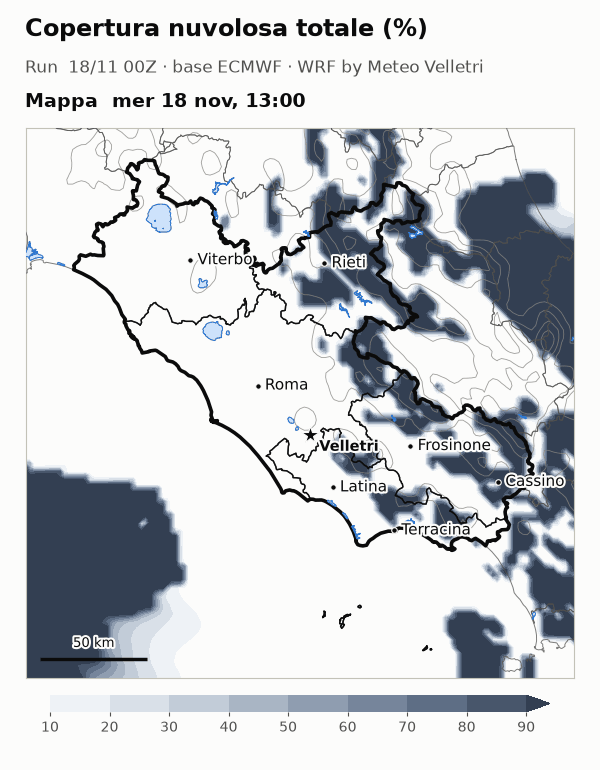 Copertura nuvolosa totale (%)
Run 18/11 00Z · base ECMWF · WRF by Meteo Velletri
Mappa mer 18 nov, 13:00
Viterbo
Rieti
Roma
Velletri
Frosinone
Latina
Cassino
Terracina
50 km
10 20 30 40 50 60 70 80 90